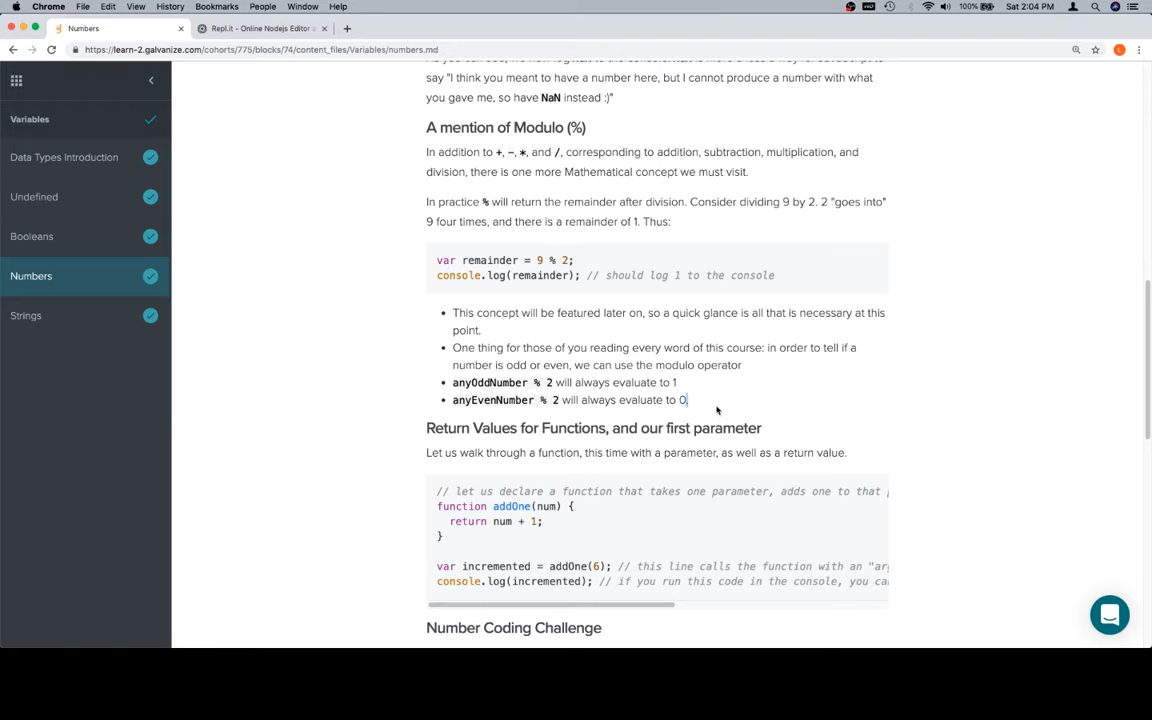 Chrome File Edit View History Bookmarks People Window Help 100% Sat 2:04 PM
Numbers × Repl.it - Online Nodejs Editor × +
https://learn-2.galvanize.com/cohorts/775/blocks/74/content_files/Variables/numbers.md
Variables
Data Types Introduction
Undefined
Booleans
Numbers
Strings
say "I think you meant to have a number here, but I cannot produce a number with what
you gave me, so have NaN instead :)"
A mention of Modulo (%)
In addition to +, -, *, and /, corresponding to addition, subtraction, multiplication, and
division, there is one more Mathematical concept we must visit.
In practice % will return the remainder after division. Consider dividing 9 by 2. 2 "goes into"
9 four times, and there is a remainder of 1. Thus:
var remainder = 9 % 2;
console.log(remainder); // should log 1 to the console
• This concept will be featured later on, so a quick glance is all that is necessary at this
point.
• One thing for those of you reading every word of this course: in order to tell if a
number is odd or even, we can use the modulo operator
• anyOddNumber % 2 will always evaluate to 1
• anyEvenNumber % 2 will always evaluate to 0.
Return Values for Functions, and our first parameter
Let us walk through a function, this time with a parameter, as well as a return value.
// let us declare a function that takes one parameter, adds one to that
function addOne(num) {
return num + 1;
}
var incremented = addOne(6); // this line calls the function with an "ar
console.log(incremented); // if you run this code in the console, you ca
Number Coding Challenge